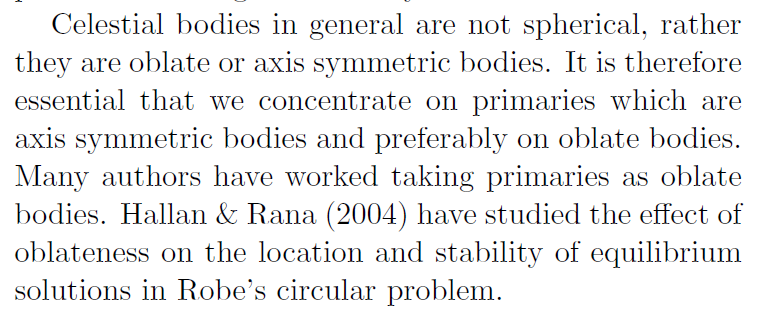 Celestial bodies in general are not spherical, rather
they are oblate or axis symmetric bodies. It is therefore
essential that we concentrate on primaries which are
axis symmetric bodies and preferably on oblate bodies.
Many authors have worked taking primaries as oblate
bodies. Hallan & Rana (2004) have studied the effect of
oblateness on the location and stability of equilibrium
solutions in Robe's circular problem.